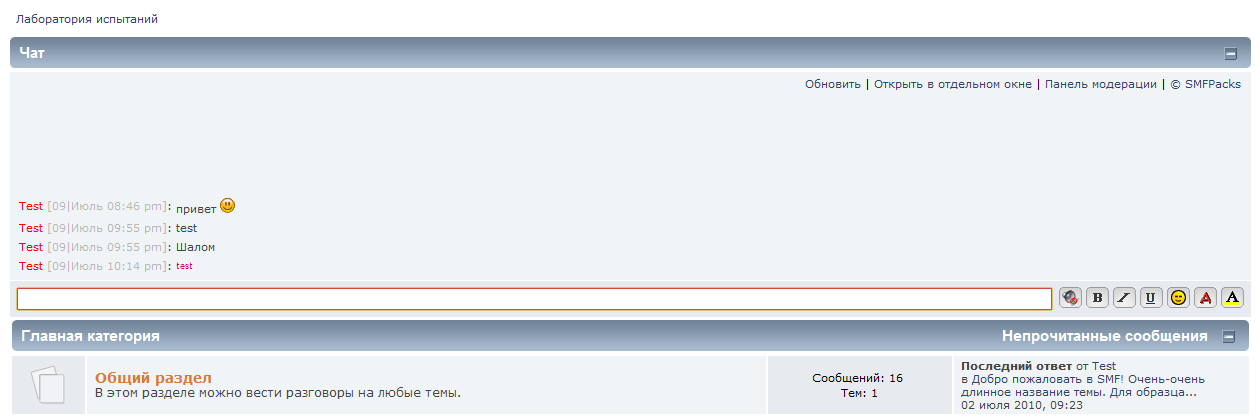 Лаборатория испытаний
Чат
Обновить | Открыть в отдельном окне | Панель модерации | © SMFPacks
Test [09|Июль 08:46 pm]: привет
Test [09|Июль 09:55 pm]: test
Test [09|Июль 09:55 pm]: Шалом
Test [09|Июль 10:14 pm]: test
B I U A A
Главная категория Непрочитанные сообщения
Общий раздел
В этом разделе можно вести разговоры на любые темы.
Сообщений: 16
Тем: 1
Последний ответ от Test
в Добро пожаловать в SMF! Очень-очень
длинное название темы. Для образца...
02 июля 2010, 09:23